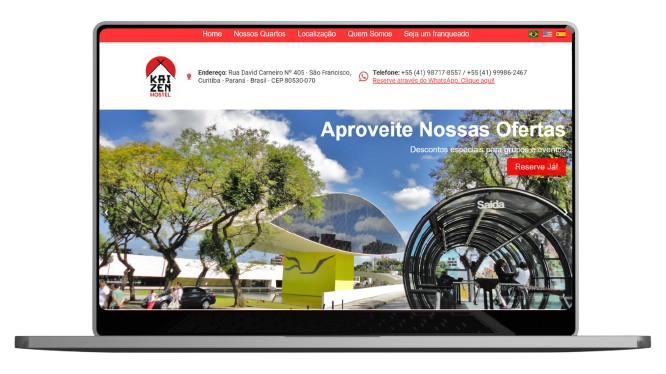 Home Nossos Quartos Localização Quem Somos Seja um franqueado
KAI
ZEN
HOSTEL
Endereço: Rua David Carneiro Nº 405 - São Francisco,
Curitiba - Paraná - Brasil - CEP 80530-070
Telefone: +55 (41) 98717-8557 / +55 (41) 99986-2467
Reserve através do WhatsApp. Clique aqui!
Aproveite Nossas Ofertas
Descontos especiais para grupos e eventos.
Reserve Já!
Saída